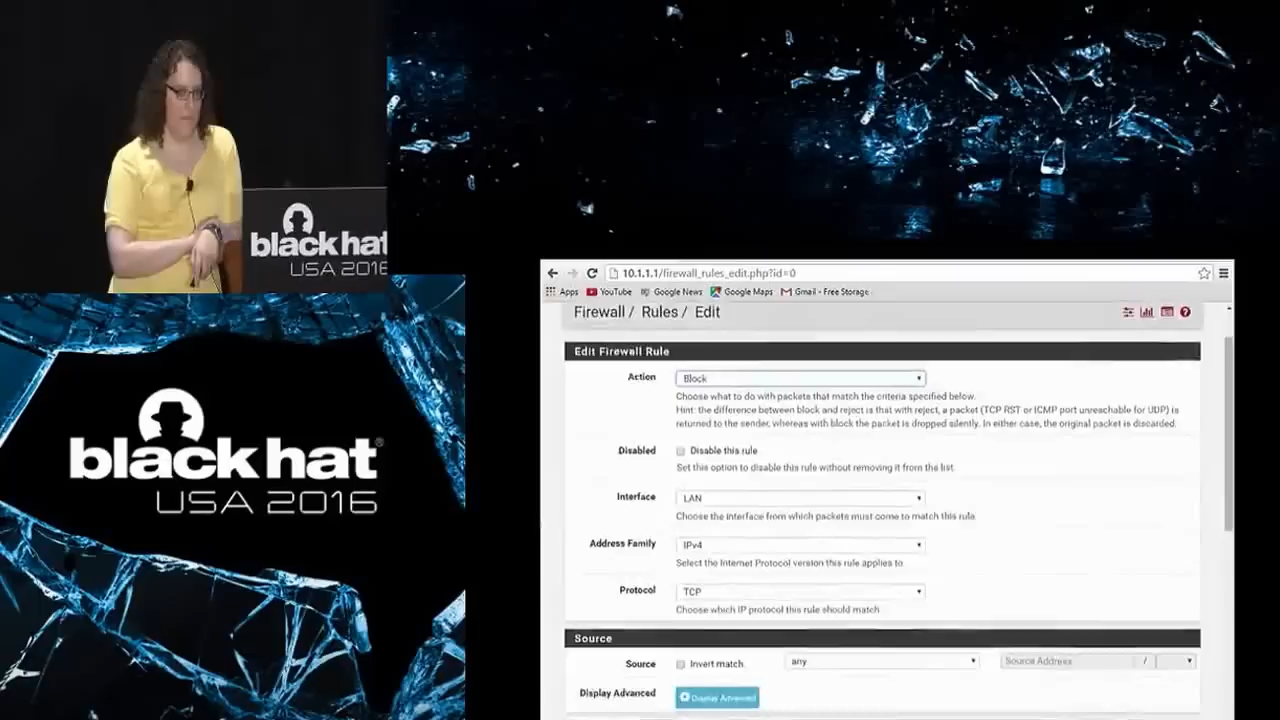 black hat
USA 2016
black hat®
USA 2016
10.1.1.1/firewall_rules_edit.php?id=0
Apps YouTube Google News Google Maps Gmail - Free Storage
Firewall / Rules / Edit
Edit Firewall Rule
Action Block
Choose what to do with packets that match the criteria specified below.
Hint: the difference between block and reject is that with reject, a packet (TCP RST or ICMP port unreachable for UDP) is
returned to the sender, whereas with block the packet is dropped silently. In either case, the original packet is discarded.
Disabled Disable this rule
Set this option to disable this rule without removing it from the list.
Interface LAN
Choose the interface from which packets must come to match this rule.
Address Family IPv4
Select the Internet Protocol version this rule applies to.
Protocol TCP
Choose which IP protocol this rule should match.
Source
Source Invert match. any Source Address /
Display Advanced Display Advanced